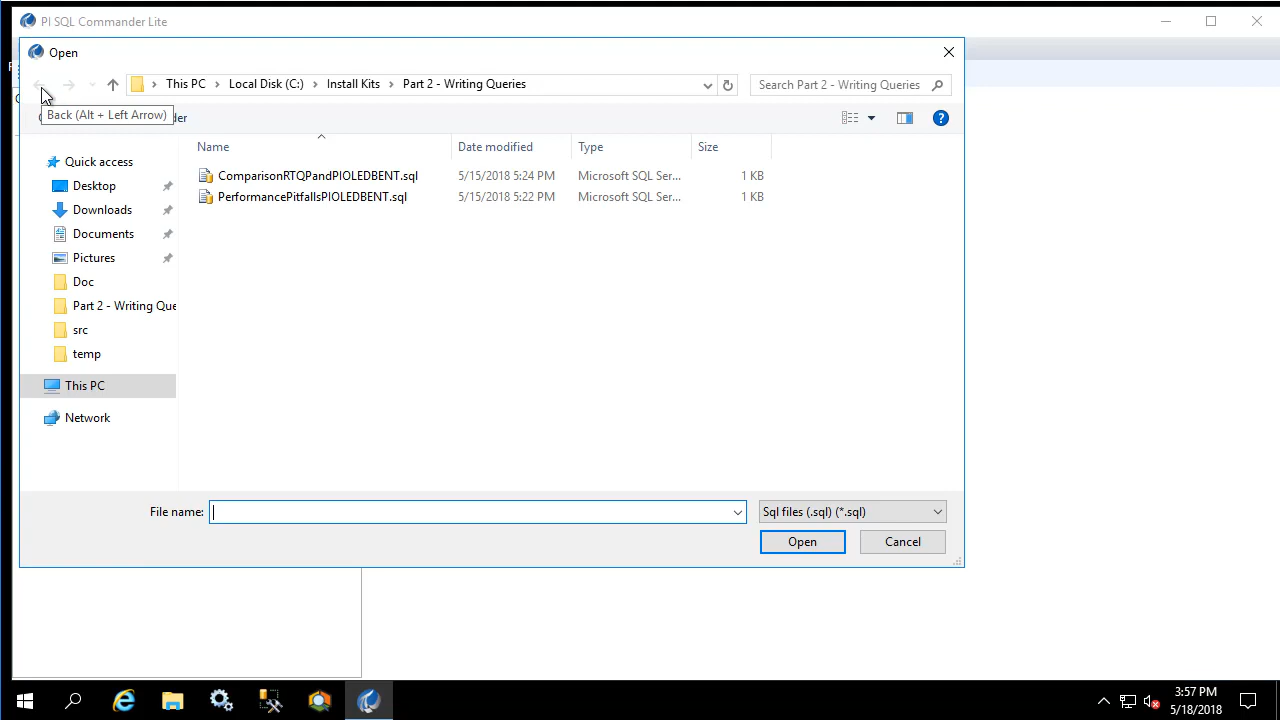 PI SQL Commander Lite
Open
This PC
Local Disk (C:)
Install Kits
Part 2 - Writing Queries
Search Part 2 - Writing Queries
Back (Alt + Left Arrow)
der
Name
Date modified
Type
Size
ComparisonRTQPandPIOLEDBENT.sql
5/15/2018 5:24 PM
Microsoft SQL Ser...
1 KB
PerformancePitfallsPIOLEDBENT.sql
5/15/2018 5:22 PM
Microsoft SQL Ser...
1 KB
Quick access
Desktop
Downloads
Documents
Pictures
Doc
Part 2 - Writing Que
src
temp
This PC
Network
File name:
Sql files (.sql) (*.sql)
Open
Cancel
3:57 PM
5/18/2018